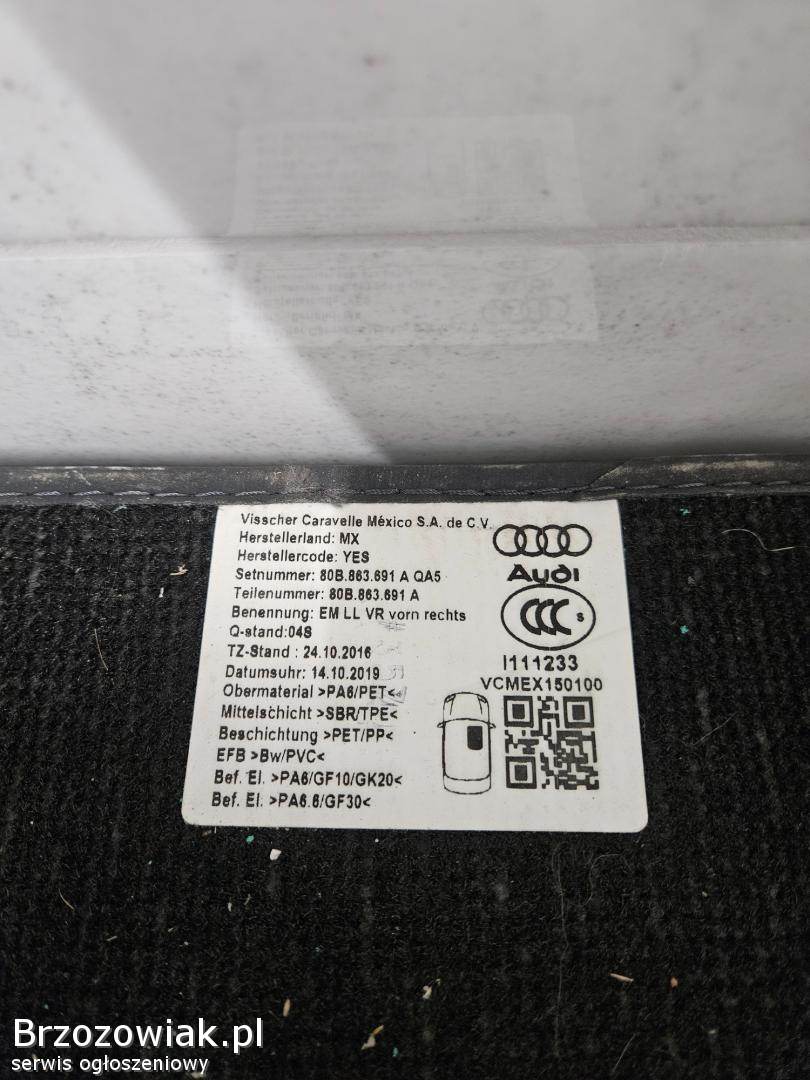 Visscher Caravelle México S.A. de C.V.
Herstellerland: MX
Herstellercode: YES
Setnummer: 80B.863.691 A QA5
Teilenummer: 80B.863.691 A
Benennung: EM LL VR vorn rechts
Q-stand:04S
TZ-Stand : 24.10.2016
Datumsuhr: 14.10.2019
Obermaterial >PA6/PET<
Mittelschicht >SBR/TPE<
Beschichtung >PET/PP<
EFB >Bw/PVC<
Bef. El. >PA6/GF10/GK20<
Bef. El. >PA6.6/GF30<
Audi
CCC S
I111233
VCMEX150100
Brzozowiak.pl
serwis ogłoszeniowy